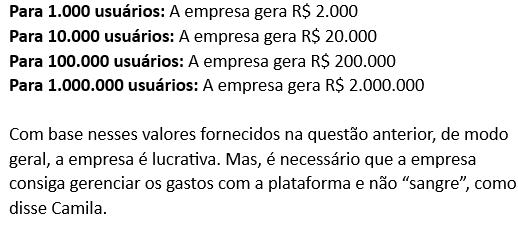 Para 1.000 usuários: A empresa gera R$ 2.000
Para 10.000 usuários: A empresa gera R$ 20.000
Para 100.000 usuários: A empresa gera R$ 200.000
Para 1.000.000 usuários: A empresa gera R$ 2.000.000
Com base nesses valores fornecidos na questão anterior, de modo
geral, a empresa é lucrativa. Mas, é necessário que a empresa
consiga gerenciar os gastos com a plataforma e não “sangre”, como
disse Camila.